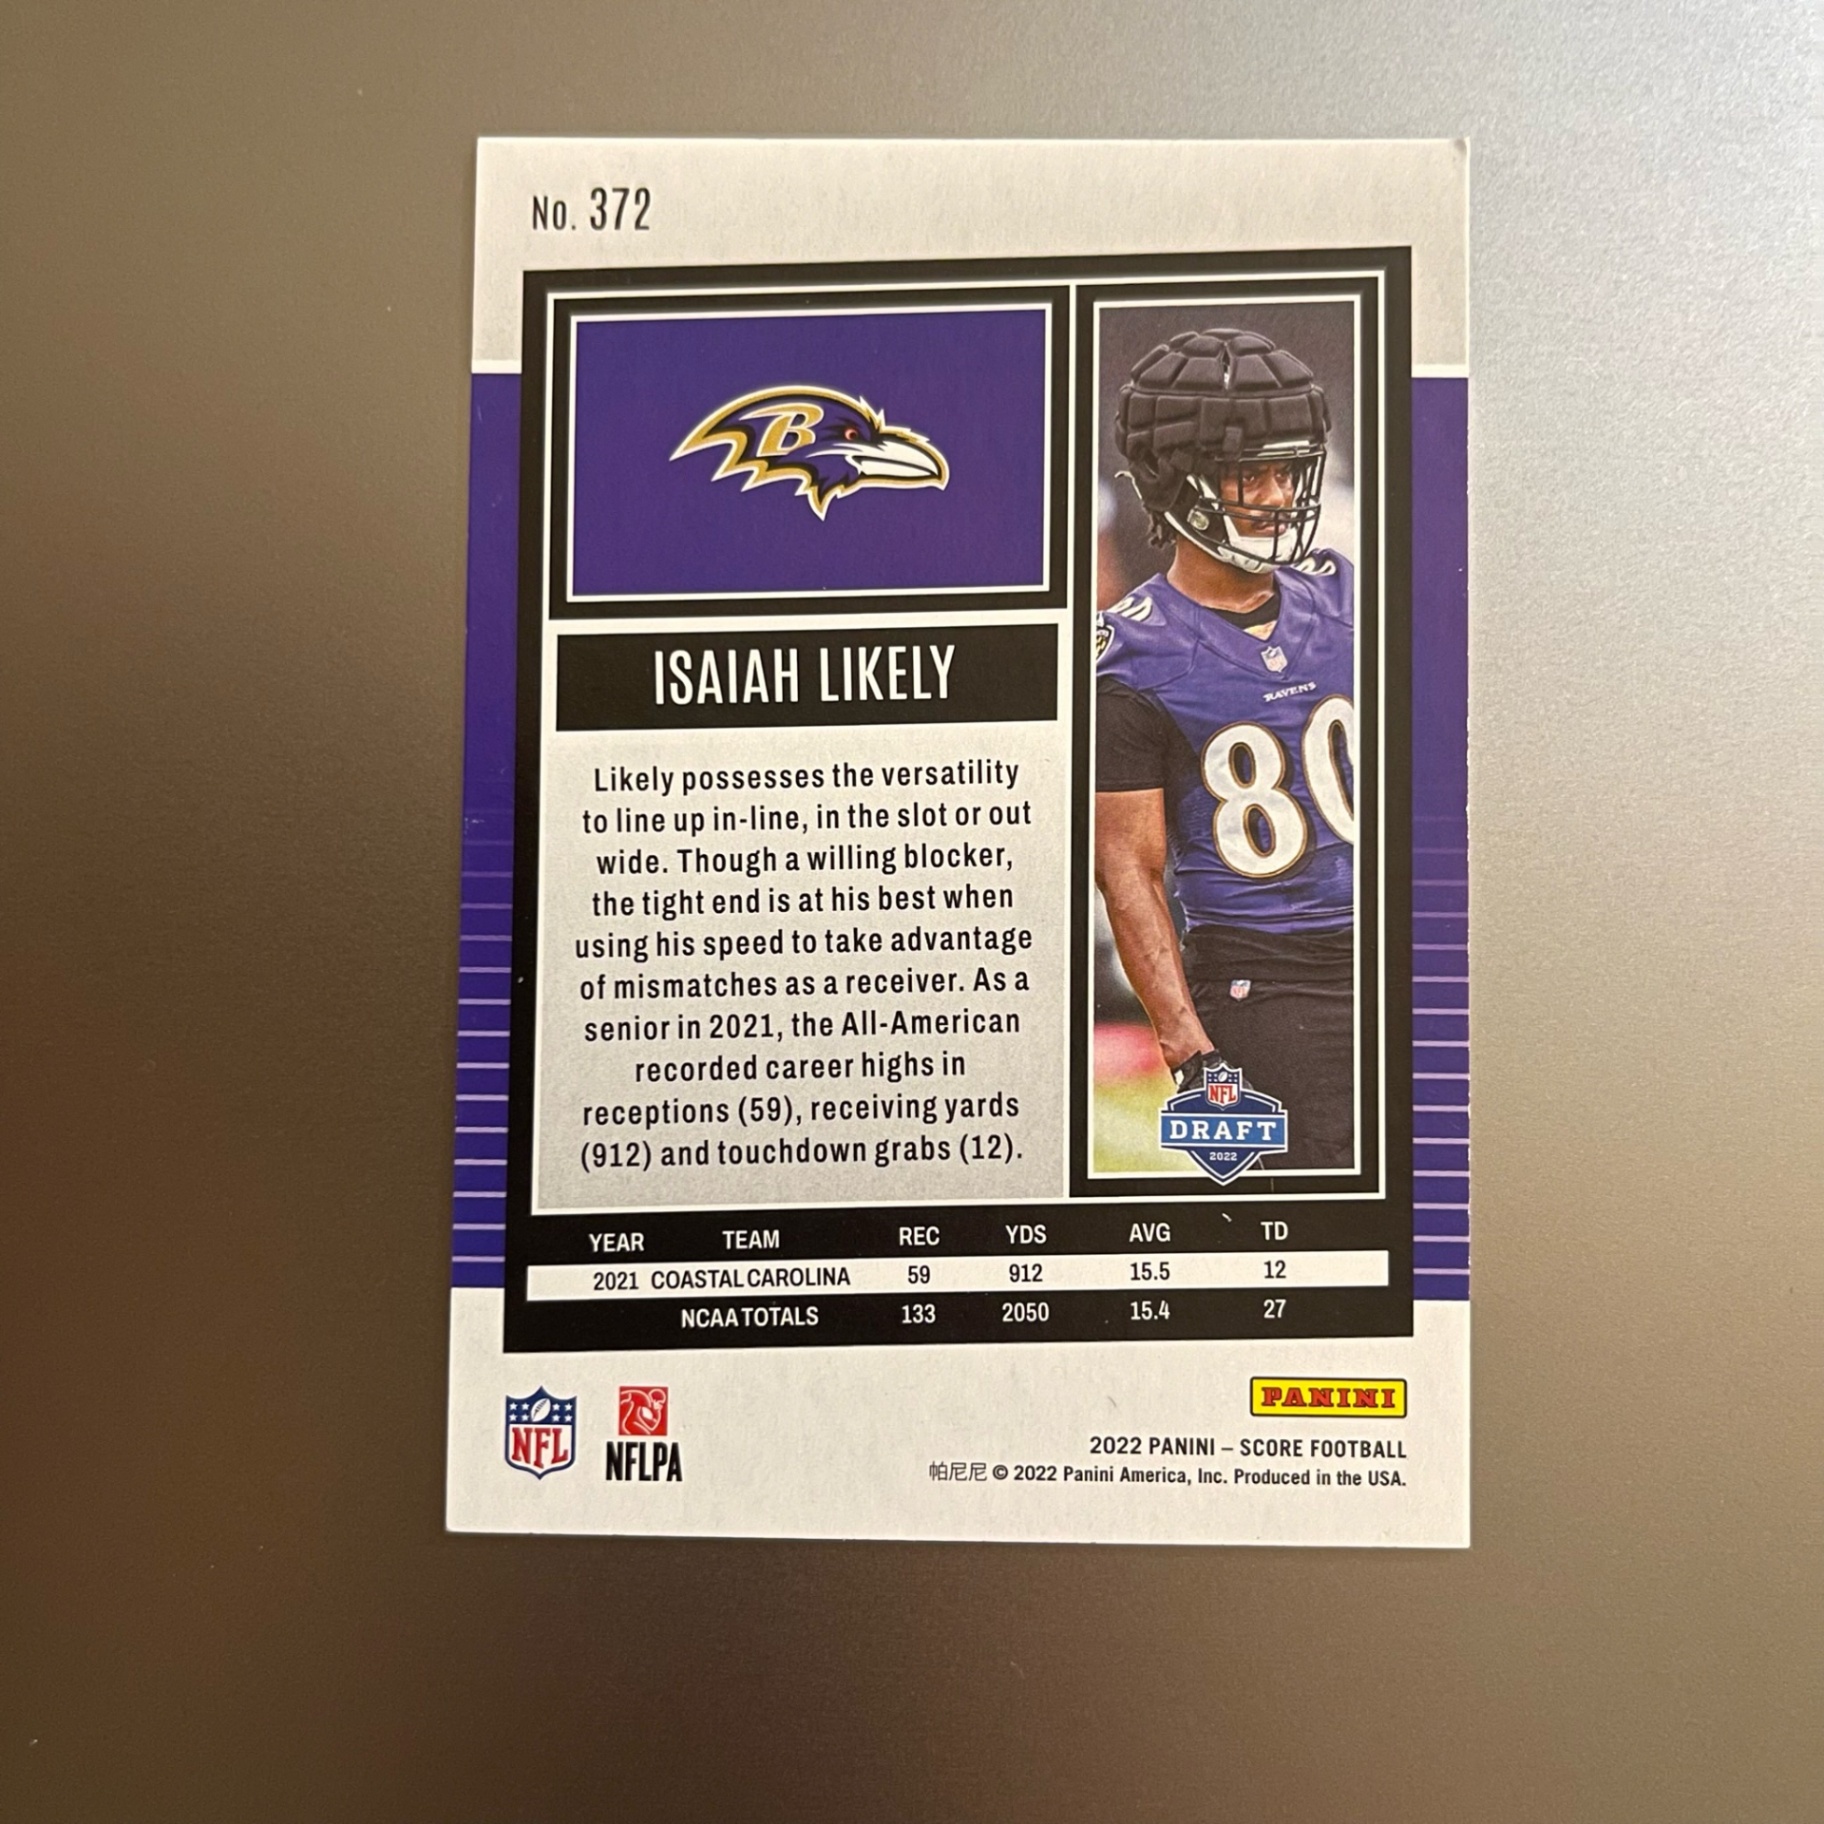 No. 372
B
ISAIAH LIKELY
Likely possesses the versatility
to line up in-line, in the slot or out
wide. Though a willing blocker,
the tight end is at his best when
using his speed to take advantage
of mismatches as a receiver. As a
senior in 2021, the All-American
recorded career highs in
receptions (59), receiving yards
(912) and touchdown grabs (12).
80
RAVENS
80
NFL
DRAFT
2022
YEAR TEAM REC YDS AVG TD
2021 COASTAL CAROLINA 59 912 15.5 12
NCAA TOTALS 133 2050 15.4 27
NFL
NFLPA
PANINI
2022 PANINI – SCORE FOOTBALL
帕尼尼 © 2022 Panini America, Inc. Produced in the USA.